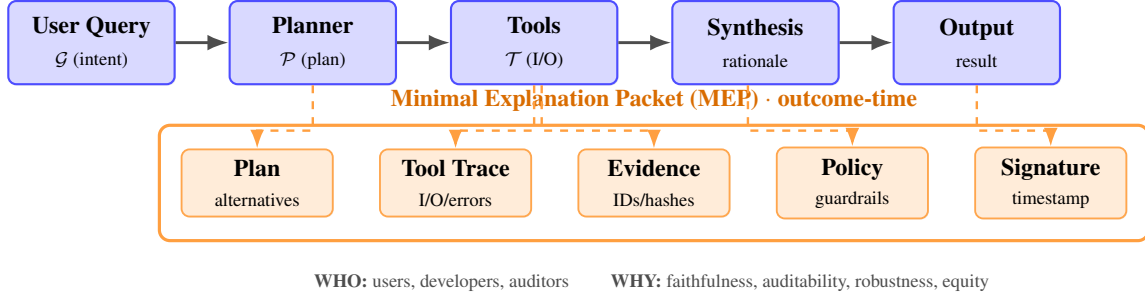 User Query
𝒢 (intent)
Planner
𝒫 (plan)
Tools
𝒯 (I/O)
Synthesis
rationale
Output
result
Minimal Explanation Packet (MEP) · outcome-time
Plan
alternatives
Tool Trace
I/O/errors
Evidence
IDs/hashes
Policy
guardrails
Signature
timestamp
WHO: users, developers, auditors WHY: faithfulness, auditability, robustness, equity